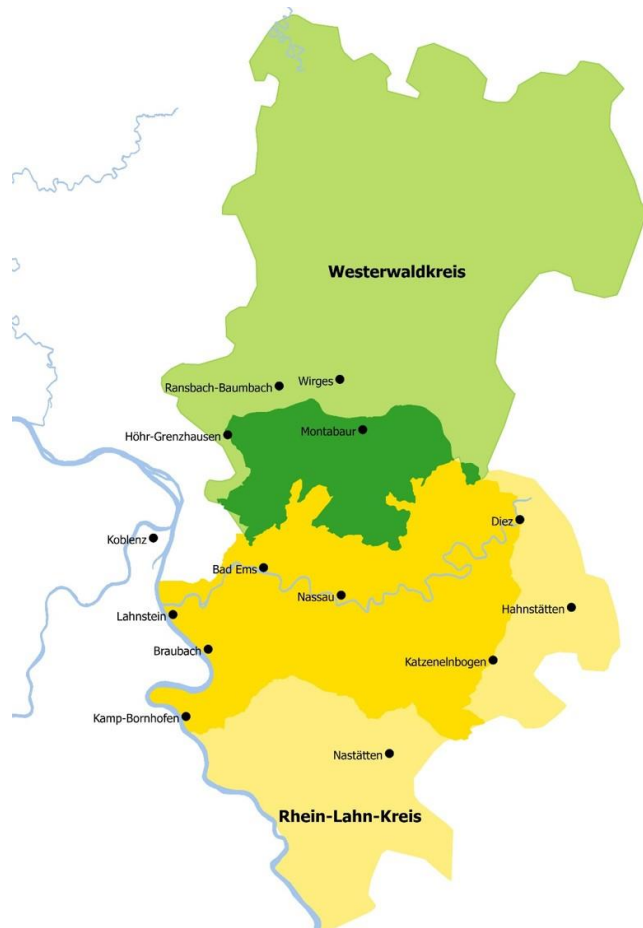 Westerwaldkreis
Wirges
Ransbach-Baumbach
Montabaur
Höhr-Grenzhausen
Diez
Koblenz
Bad Ems
Nassau
Hahnstätten
Lahnstein
Braubach
Katzenelnbogen
Kamp-Bornhofen
Nastätten
Rhein-Lahn-Kreis